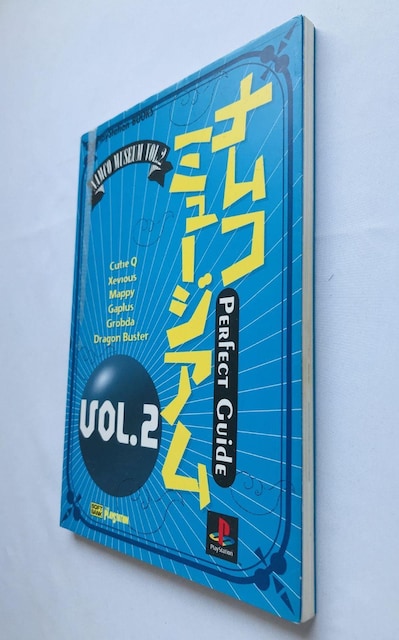 PlayStation BOOKS
NAMCO MUSEUM VOL.2
ナムコ
ミュージアム
PERFECT GUIDE
Cutie Q
Xevious
Mappy
Gaplus
Grobda
Dragon Buster
VOL.2
PlayStation